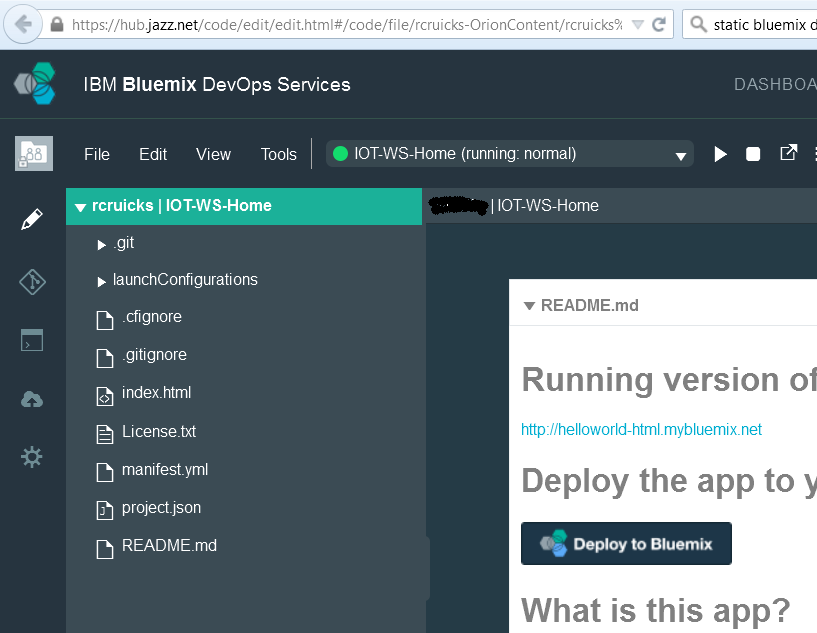 https://hub.jazz.net/code/edit/edit.html#/code/file/rcruicks-OrionContent/rcruicks%
static bluemix d
IBM Bluemix DevOps Services
DASHBOA
File Edit View Tools
IOT-WS-Home (running: normal)
rcruicks | IOT-WS-Home
| IOT-WS-Home
.git
launchConfigurations
.cfignore
.gitignore
index.html
License.txt
manifest.yml
project.json
README.md
README.md
Running version of
http://helloworld-html.mybluemix.net
Deploy the app to y
Deploy to Bluemix
What is this app?